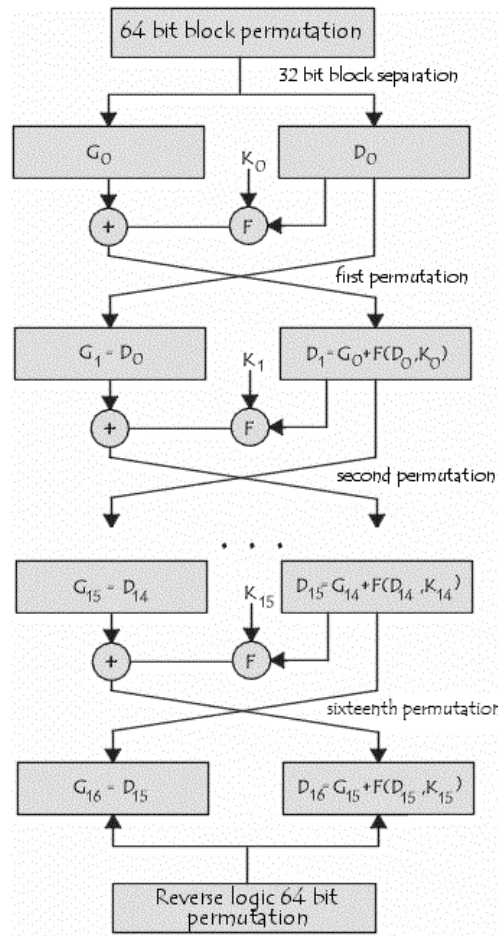 64 bit block permutation
32 bit block separation
G₀
K₀
D₀
+
F
first permutation
G₁ = D₀
K₁
D₁ = G₀+F(D₀,K₀)
+
F
second permutation
. . .
G₁₅ = D₁₄
K₁₅
D₁₅= G₁₄+F(D₁₄,K₁₄)
+
F
sixteenth permutation
G₁₆ = D₁₅
D₁₆= G₁₅+F(D₁₅,K₁₅)
Reverse logic 64 bit
permutation